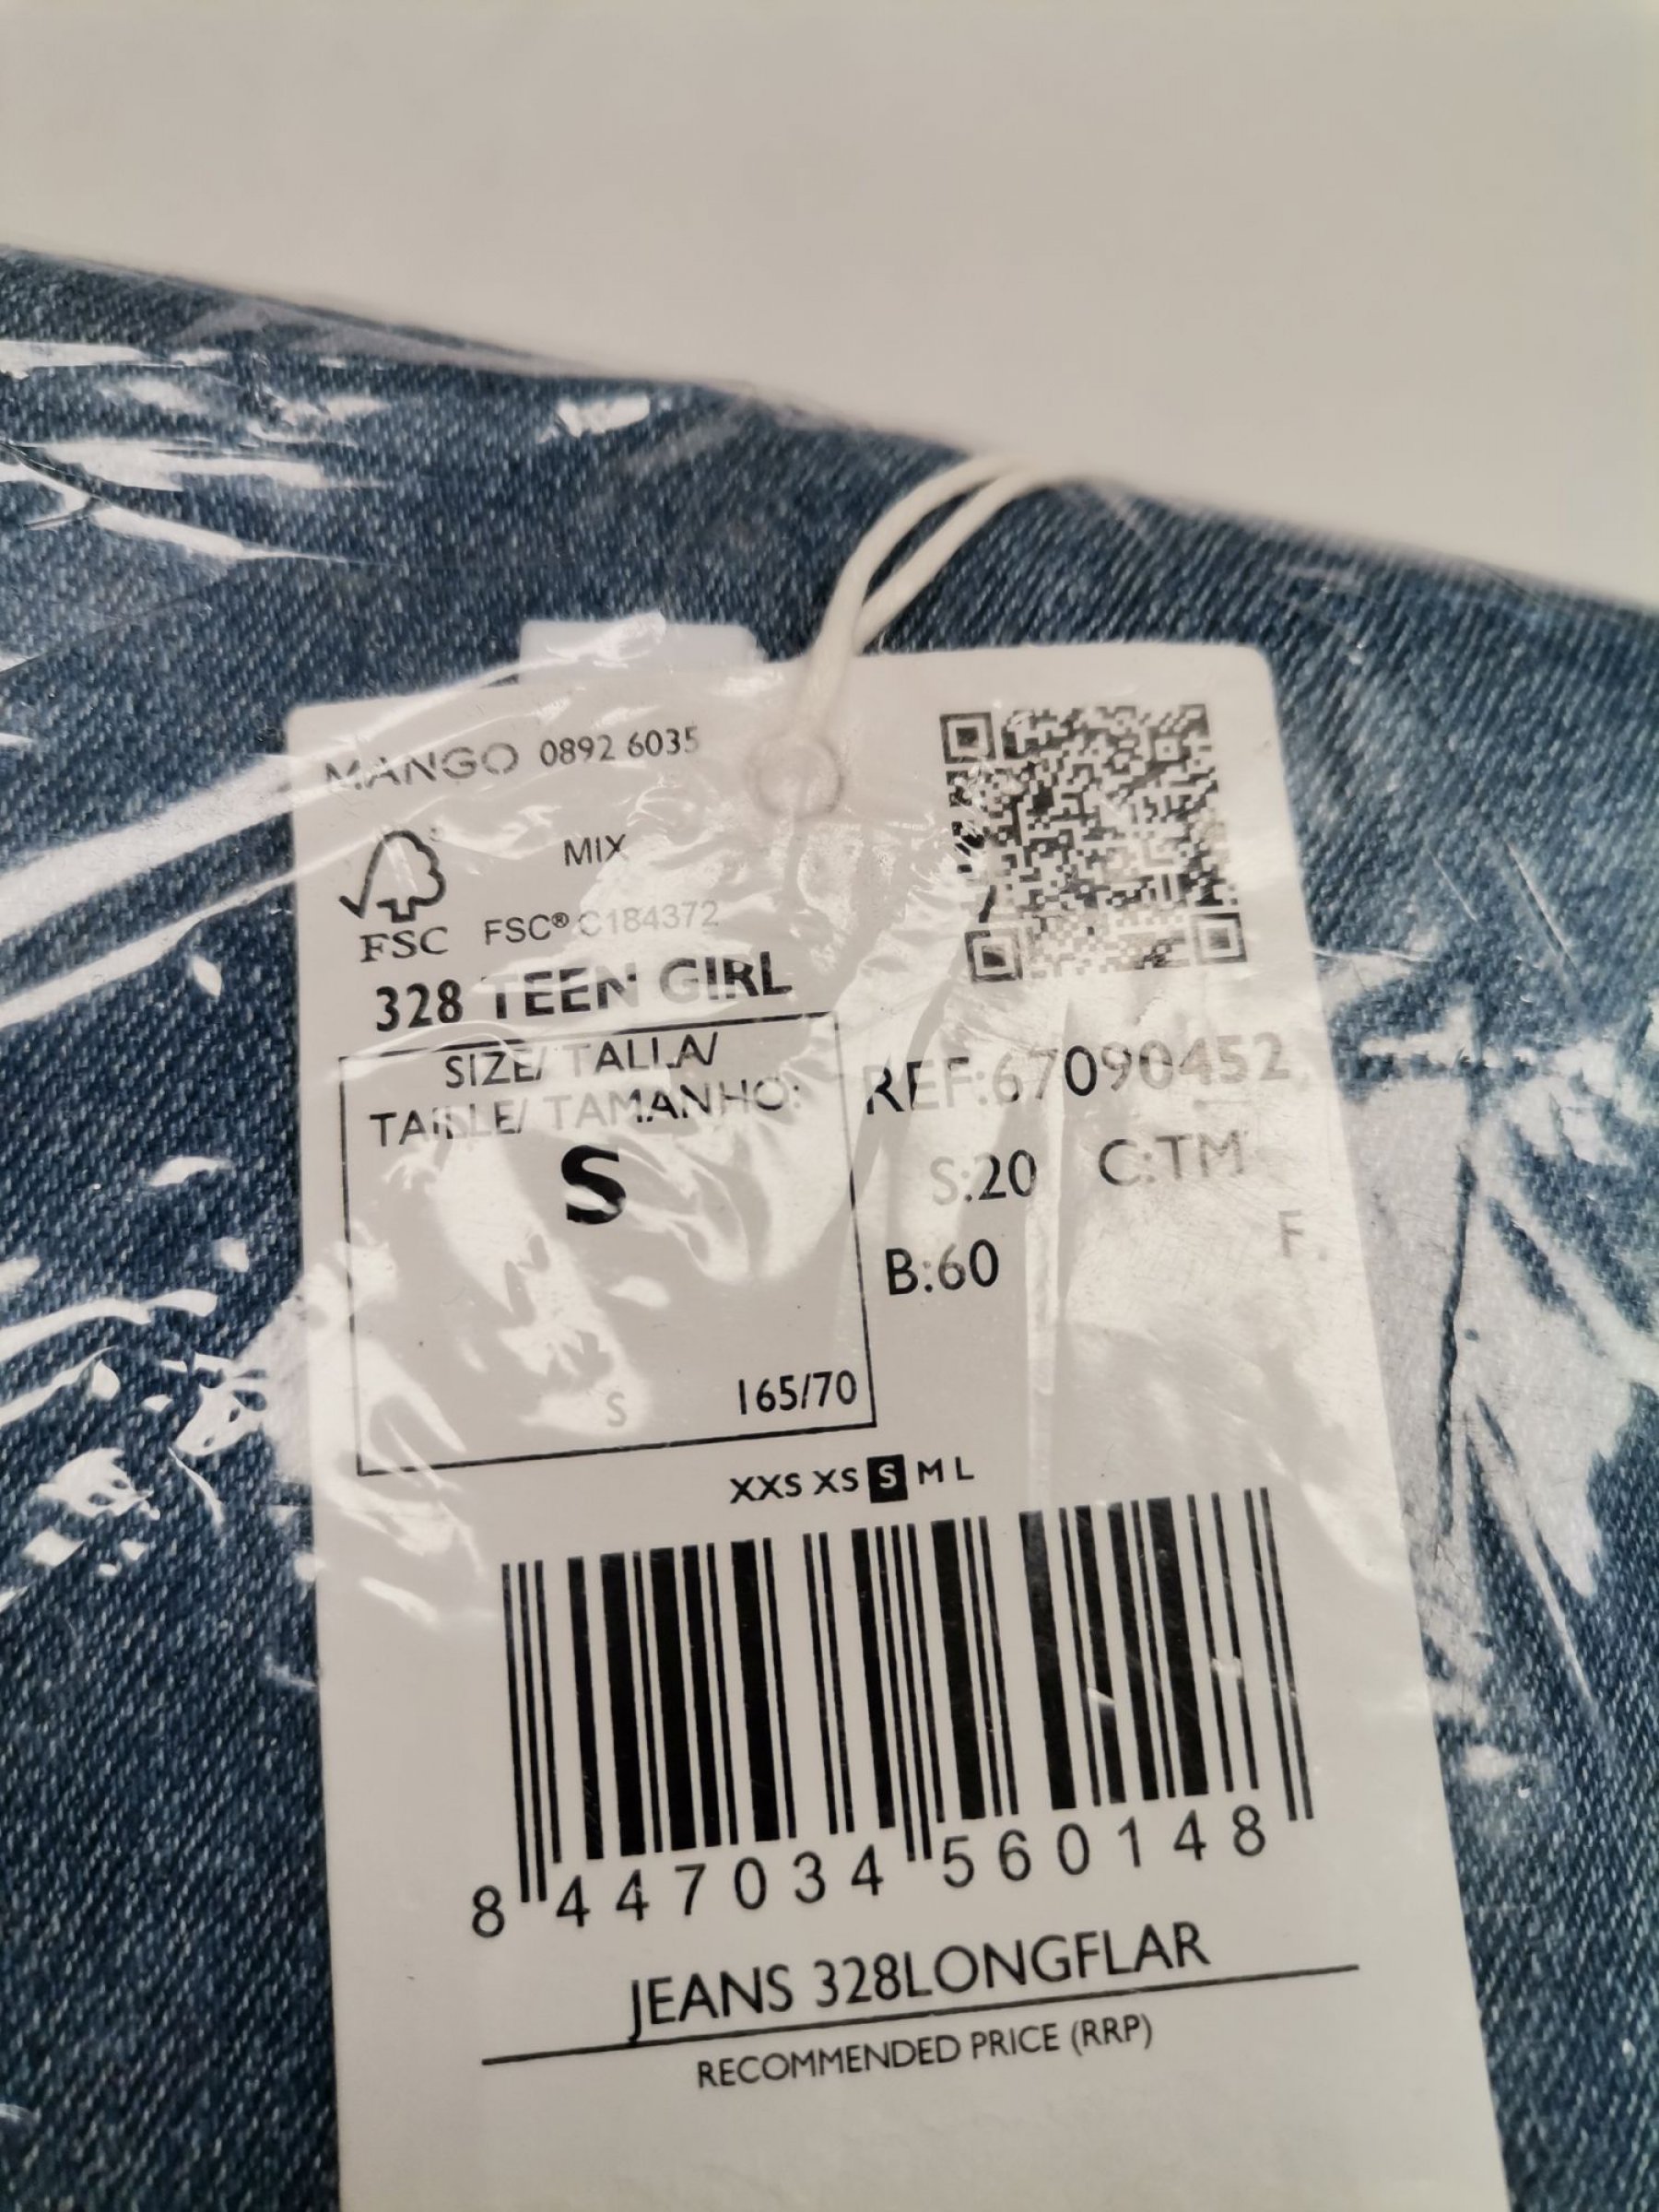 MANGO 0892 6035
MIX
FSC® C184372
FSC
328 TEEN GIRL
SIZE/ TALLA/
TAILLE/ TAMANHO:
S
S 165/70
REF:67090452
S:20 C:TM
F.
B:60
XXS XS S M L
8 447034 560148
JEANS 328LONGFLAR
RECOMMENDED PRICE (RRP)